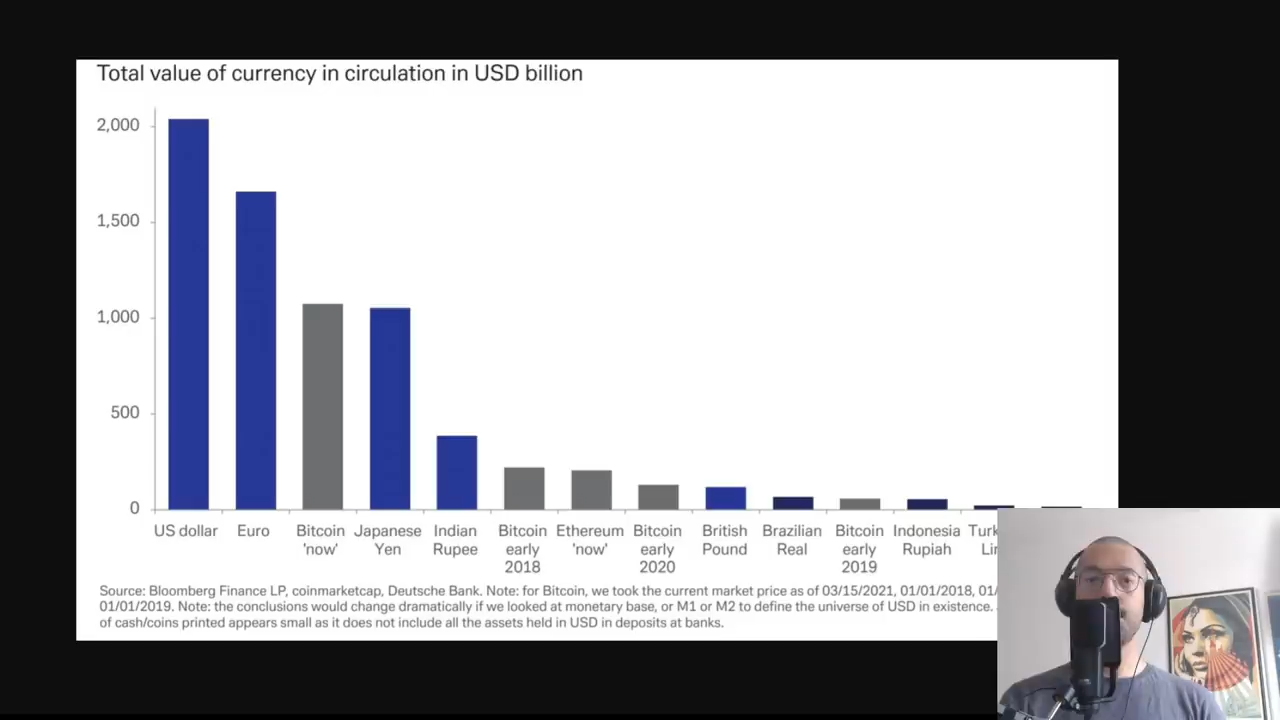 Total value of currency in circulation in USD billion
2,000
1,500
1,000
500
0
US dollar Euro Bitcoin 'now' Japanese Yen Indian Rupee Bitcoin early 2018 Ethereum 'now' Bitcoin early 2020 British Pound Brazilian Real Bitcoin early 2019 Indonesia Rupiah
Source: Bloomberg Finance LP, coinmarketcap, Deutsche Bank. Note: for Bitcoin, we took the current market price as of 03/15/2021, 01/01/2018,
01/01/2019. Note: the conclusions would change dramatically if we looked at monetary base, or M1 or M2 to define the universe of USD in existence.
of cash/coins printed appears small as it does not include all the assets held in USD in deposits at banks.